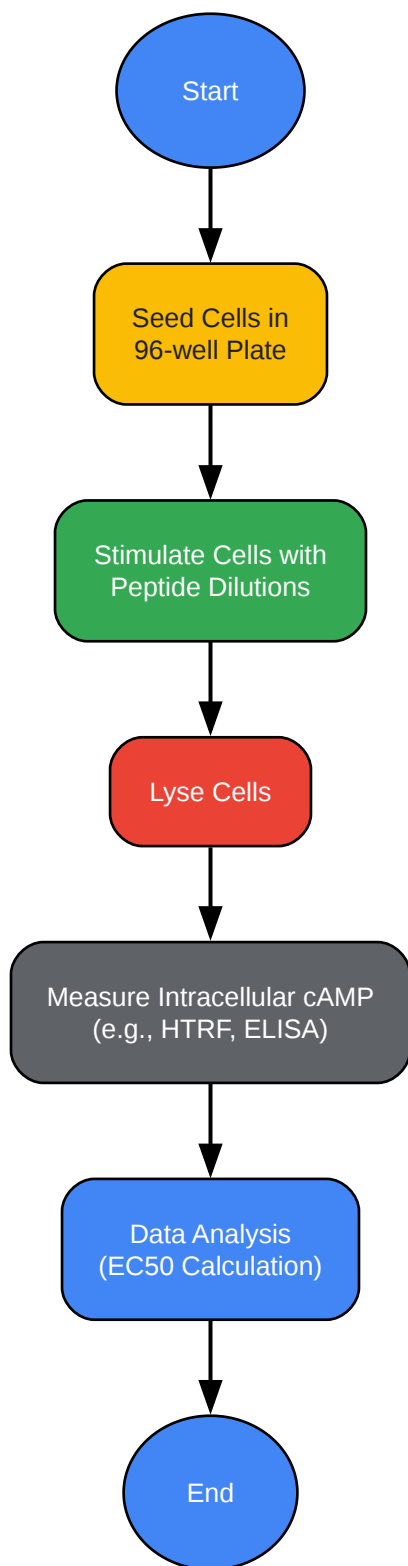 Start
Seed Cells in
96-well Plate
Stimulate Cells with
Peptide Dilutions
Lyse Cells
Measure Intracellular cAMP
(e.g., HTRF, ELISA)
Data Analysis
(EC50 Calculation)
End